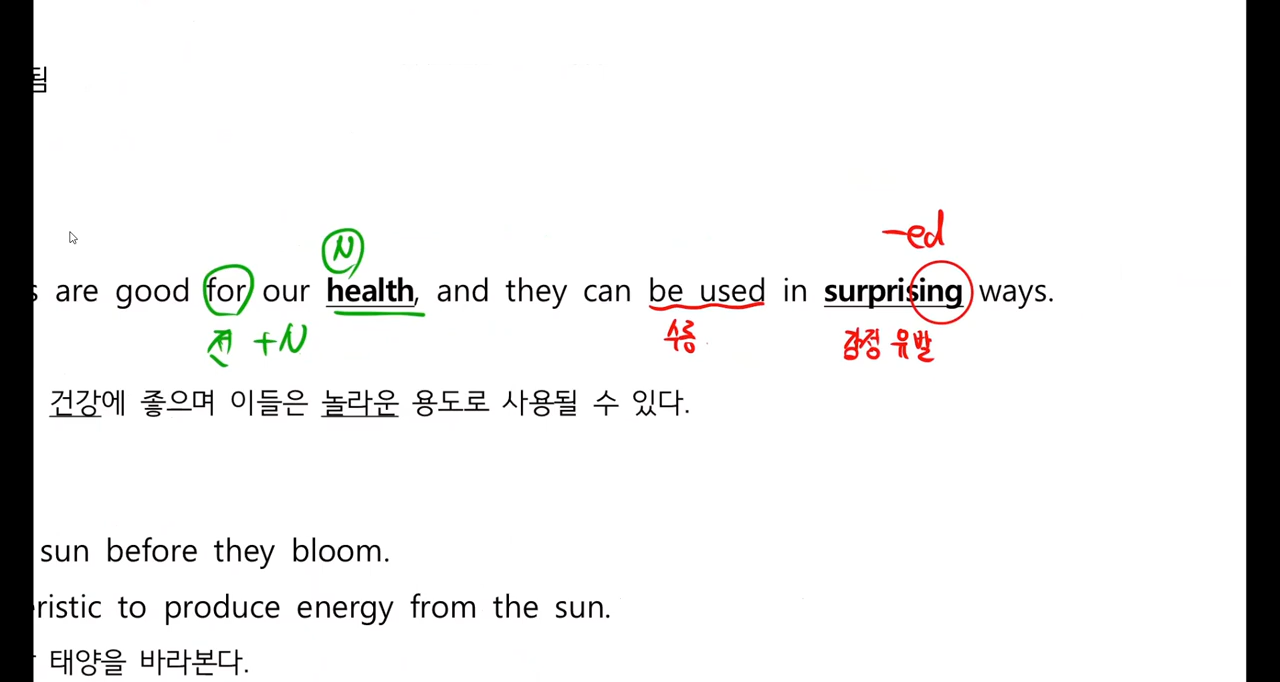 됨
-ed
N
are good for our health, and they can be used in surprising ways.
전 +N 수동 감정 유발
건강에 좋으며 이들은 놀라운 용도로 사용될 수 있다.
sun before they bloom.
eristic to produce energy from the sun.
태양을 바라본다.